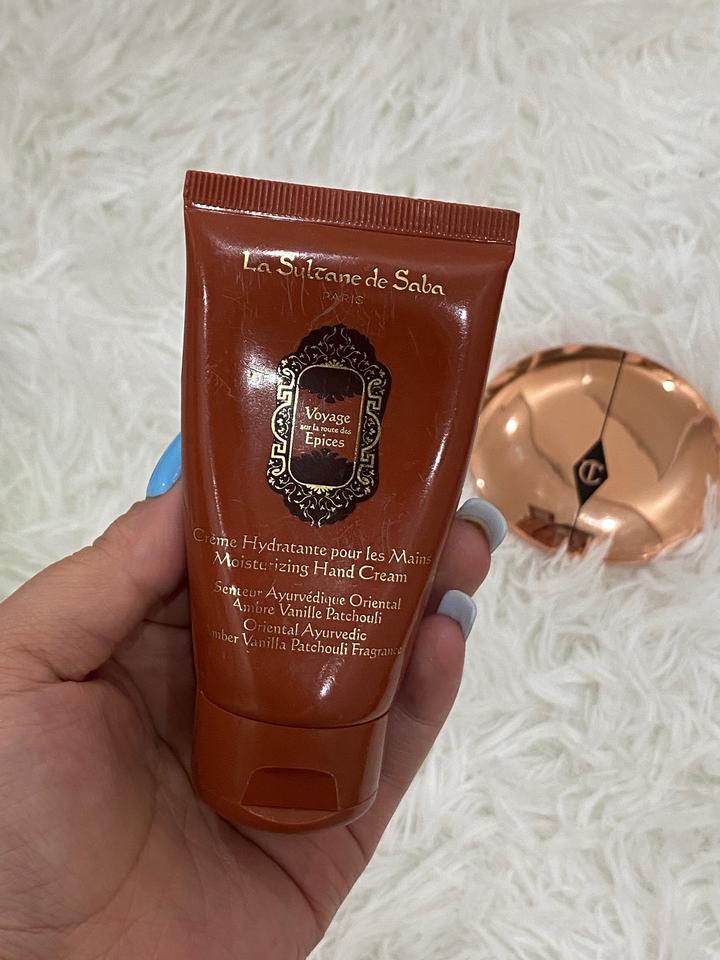 La Sultane de Saba
PARIS
Voyage
sur la route des
Epices
Crème Hydratante pour les Mains
Moisturizing Hand Cream
Senteur Ayurvédique Oriental
Ambre Vanille Patchouli
Oriental Ayurvedic
Amber Vanilla Patchouli Fragrance